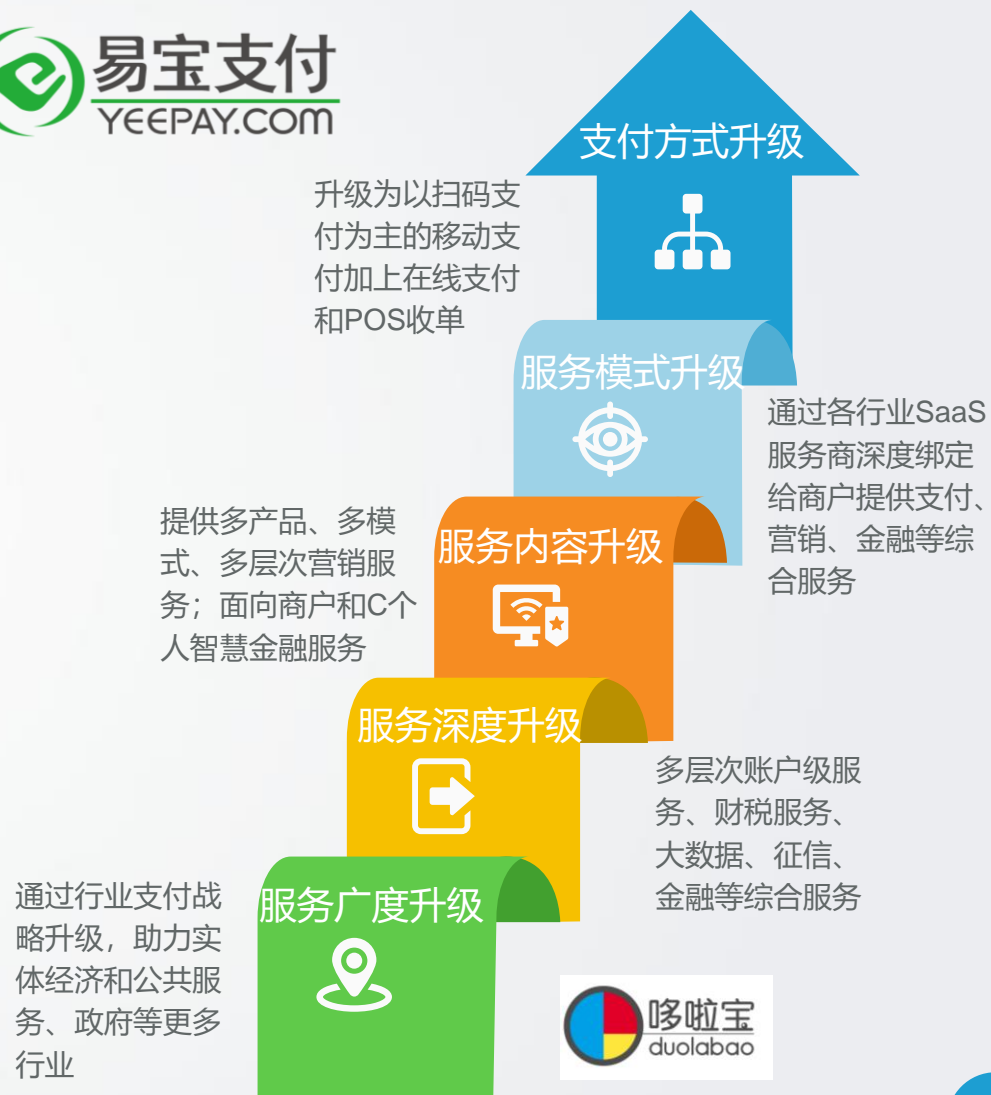 易宝支付
YEEPAY.COM
支付方式升级
升级为以扫码支
付为主的移动支
付加上在线支付
和POS收单
服务模式升级
通过各行业SaaS
服务商深度绑定
给商户提供支付、
营销、金融等综
合服务
服务内容升级
提供多产品、多模
式、多层次营销服
务；面向商户和C个
人智慧金融服务
服务深度升级
多层次账户级服
务、财税服务、
大数据、征信、
金融等综合服务
服务广度升级
通过行业支付战
略升级，助力实
体经济和公共服
务、政府等更多
行业
哆啦宝
duolabao